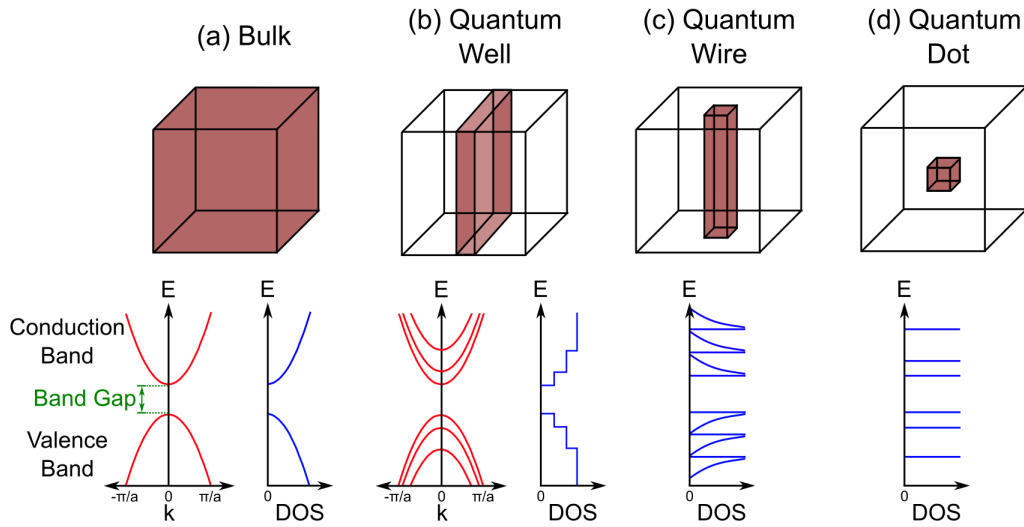 (a) Bulk
(b) Quantum
Well
(c) Quantum
Wire
(d) Quantum
Dot
E
E
E
E
E
E
Conduction
Band
Band Gap
Valence
Band
-π/a
0
π/a
0
-π/a
0
π/a
0
0
0
k
DOS
k
DOS
DOS
DOS